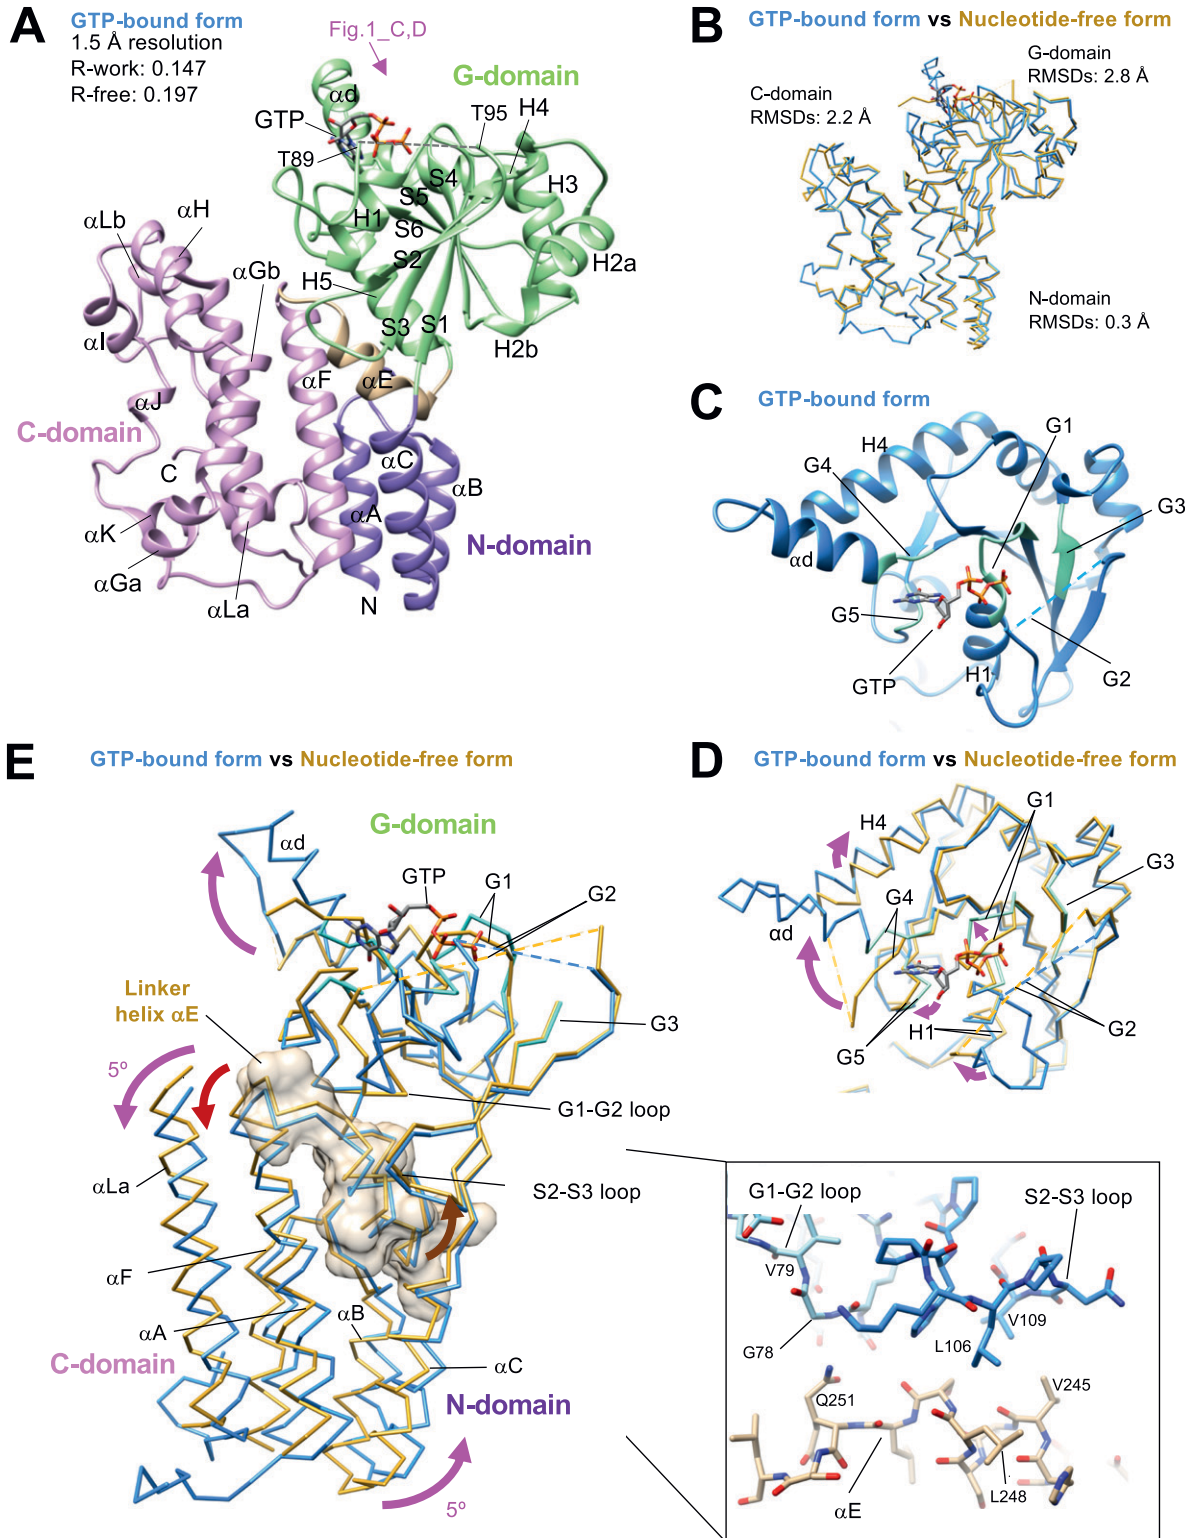 A
GTP-bound form
1.5 Å resolution
R-work: 0.147
R-free: 0.197
Fig.1_C,D
G-domain
αd
GTP
T95
H4
T89
S4
S5
H3
H1
S6
S2
H2a
αH
αLb
αGb
H5
S3
S1
H2b
αI
αF
αE
αJ
C-domain
C
αC
αB
αA
αK
N-domain
αGa
αLa
N
B
GTP-bound form vs Nucleotide-free form
G-domain
RMSDs: 2.8 Å
C-domain
RMSDs: 2.2 Å
N-domain
RMSDs: 0.3 Å
C
GTP-bound form
G1
H4
G4
G3
αd
G5
H1
G2
GTP
E
GTP-bound form vs Nucleotide-free form
G-domain
αd
GTP
G1
G2
Linker
helix αE
G3
5º
G1-G2 loop
αLa
S2-S3 loop
αF
αB
αA
C-domain
αC
N-domain
5º
D
GTP-bound form vs Nucleotide-free form
G1
H4
G3
G4
αd
H1
G5
G2
G1-G2 loop
S2-S3 loop
V79
V109
G78
L106
Q251
V245
L248
αE